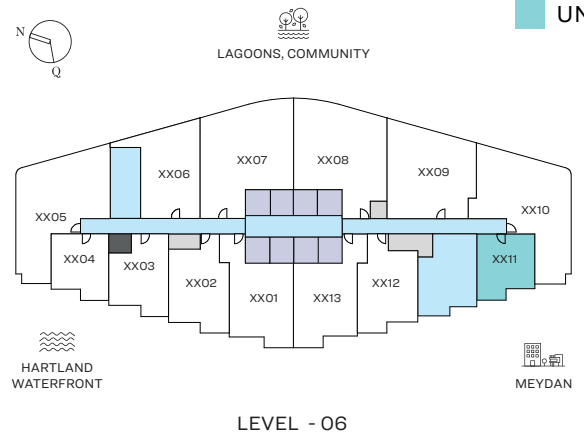 UN
N
Q
LAGOONS, COMMUNITY
XX07
XX08
XX06
XX09
XX05
XX10
XX04
XX03
XX02
XX01
XX13
XX12
XX11
HARTLAND
WATERFRONT
MEYDAN
LEVEL - 06